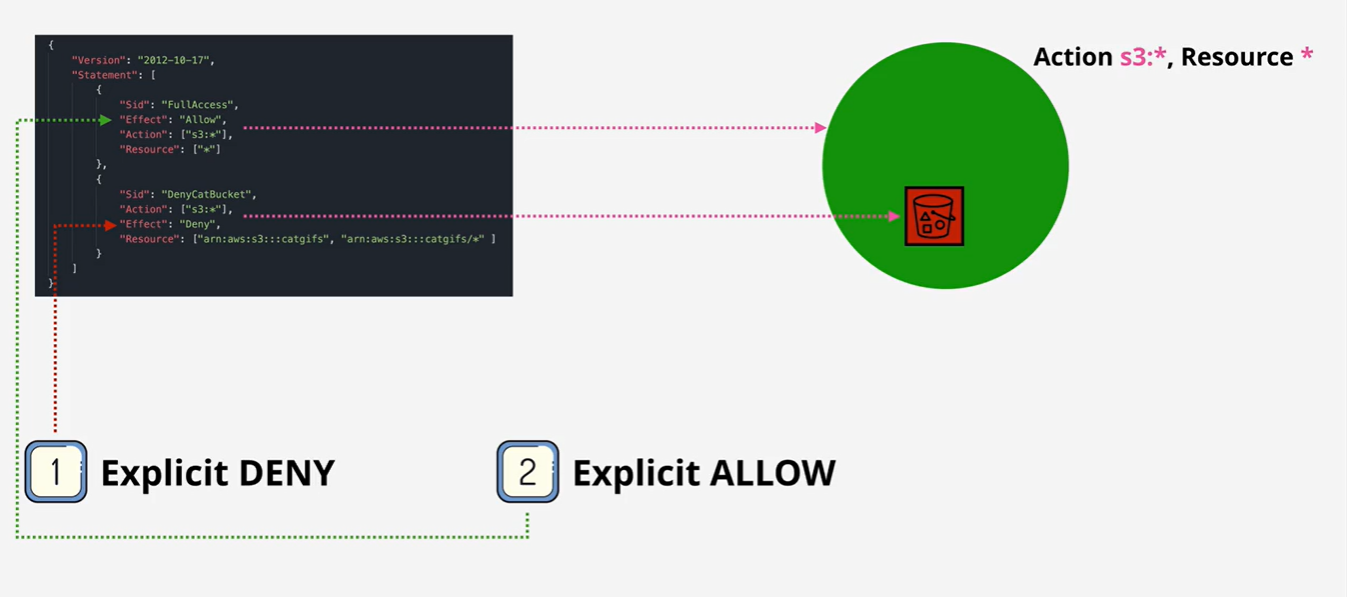 {
"Version": "2012-10-17",
"Statement": [
{
"Sid": "FullAccess",
"Effect": "Allow",
"Action": ["s3:*"],
"Resource": ["*"]
},
{
"Sid": "DenyCatBucket",
"Action": ["s3:*"],
"Effect": "Deny",
"Resource": ["arn:aws:s3:::catgifs", "arn:aws:s3:::catgifs/*" ]
}
]
}
Action s3:*, Resource *
1 Explicit DENY
2 Explicit ALLOW